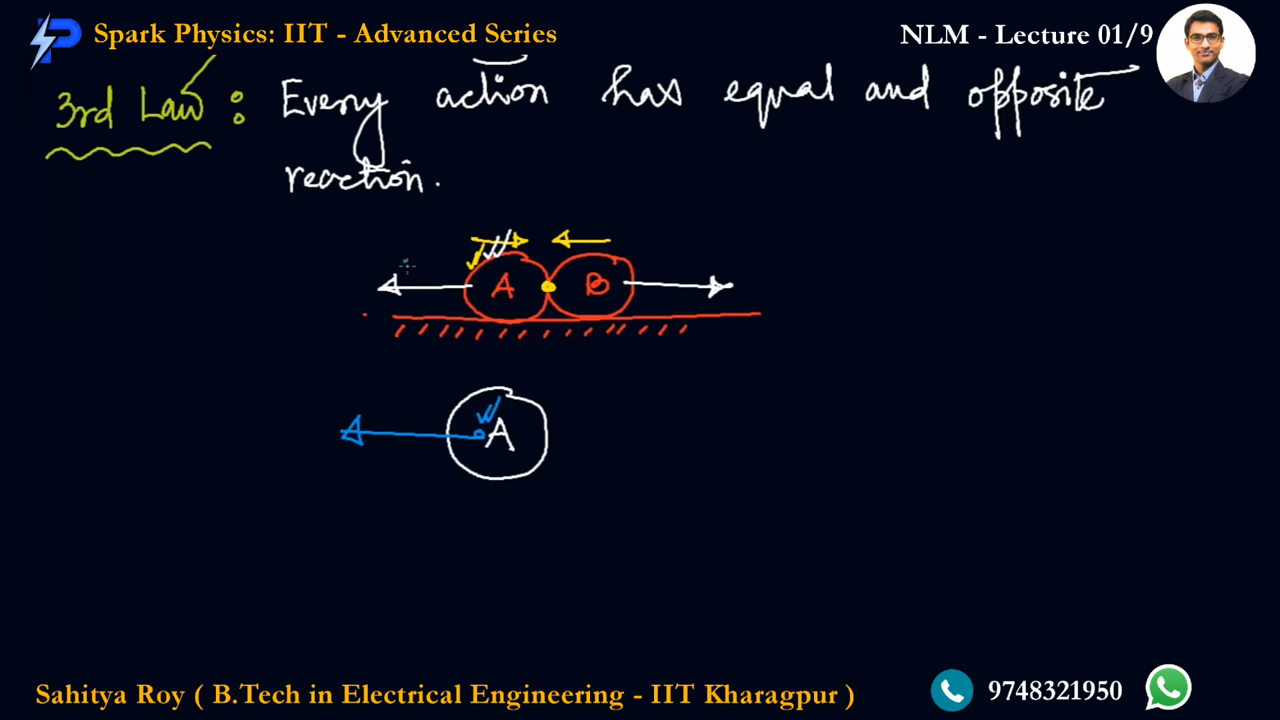 Spark Physics: IIT - Advanced Series
NLM - Lecture 01/9
3rd Law : Every action has equal and opposite
reaction.
A B
A
Sahitya Roy ( B.Tech in Electrical Engineering - IIT Kharagpur )
9748321950